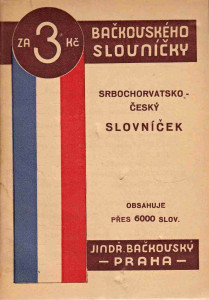 ZA 3 Kč
BAČKOVSKÉHO
SLOVNÍČKY
SRBOCHORVATSKO-
ČESKÝ
SLOVNÍČEK
OBSAHUJE
PŘES 6000 SLOV.
JINDŘ. BAČKOVSKÝ
— PRAHA —